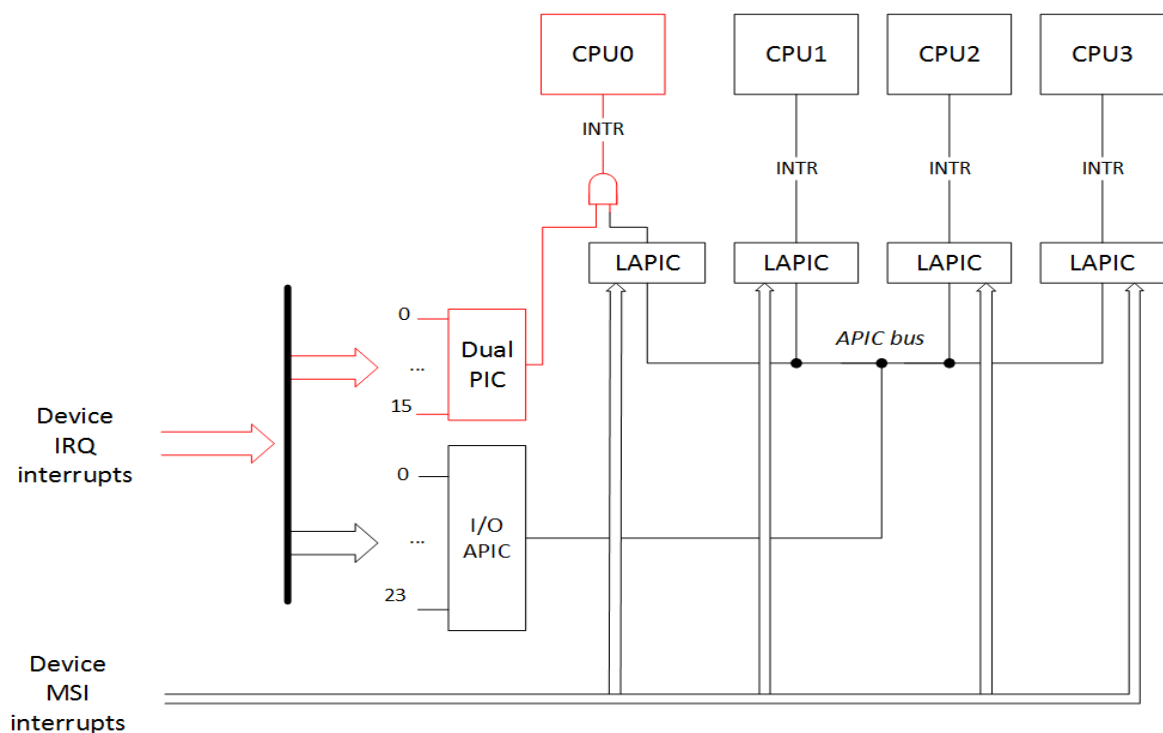 CPU0
CPU1
CPU2
CPU3
INTR
INTR
INTR
INTR
LAPIC
LAPIC
LAPIC
LAPIC
APIC bus
0
...
15
Dual
PIC
Device
IRQ
interrupts
0
...
23
I/O
APIC
Device
MSI
interrupts